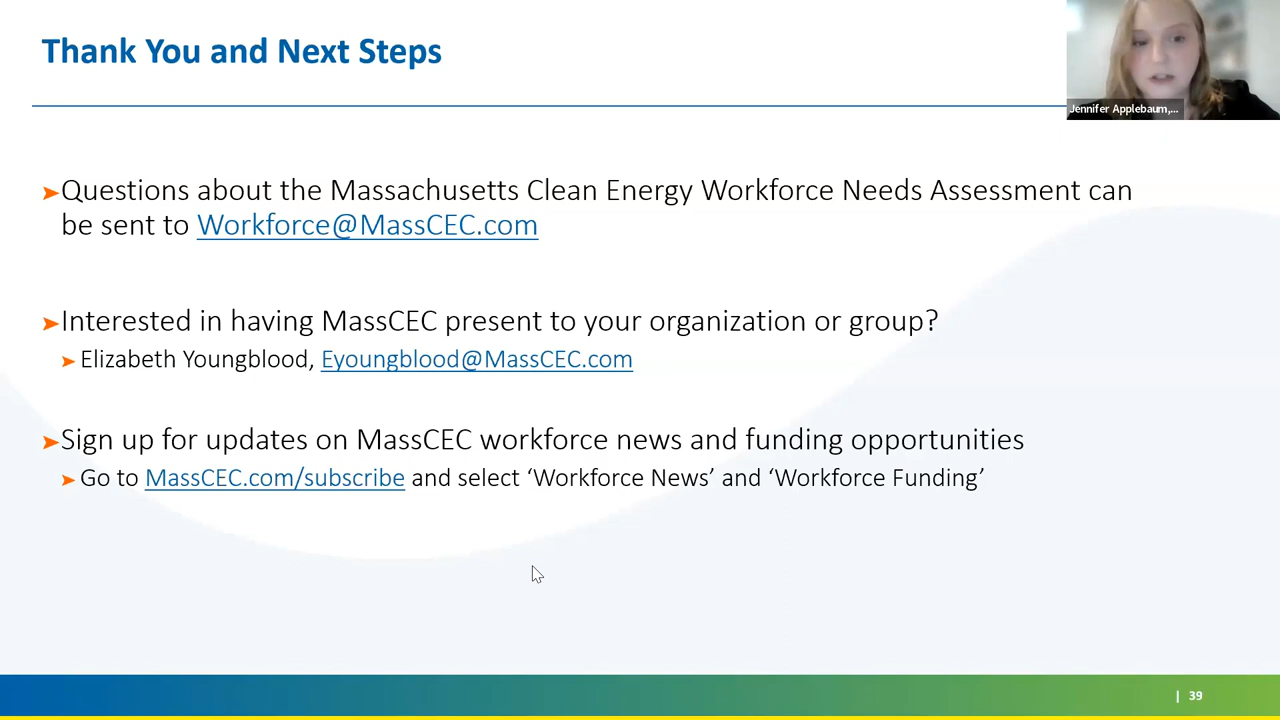 Thank You and Next Steps
Jennifer Applebaum,...
➤Questions about the Massachusetts Clean Energy Workforce Needs Assessment can
be sent to Workforce@MassCEC.com
➤Interested in having MassCEC present to your organization or group?
➤Elizabeth Youngblood, Eyoungblood@MassCEC.com
➤Sign up for updates on MassCEC workforce news and funding opportunities
➤Go to MassCEC.com/subscribe and select ‘Workforce News’ and ‘Workforce Funding’
| 39